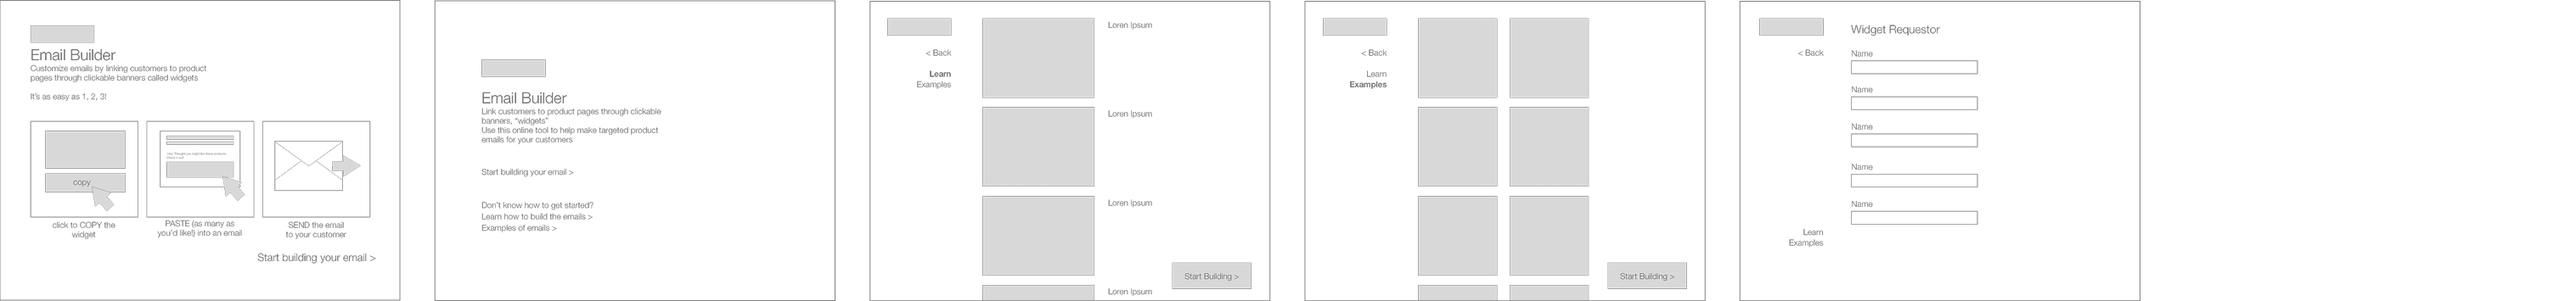 Email Builder
Customize emails by linking customers to product
pages through clickable banners called widgets
It's as easy as 1, 2, 3!
copy
click to COPY the
widget
PASTE (as many as
you'd like!) into an email
SEND the email
to your customer
Start building your email >
Email Builder
Link customers to product pages through clickable
banners, "widgets"
Use this online tool to help make targeted product
emails for your customers
Start building your email >
Don't know how to get started?
Learn how to build the emails >
Examples of emails >
< Back
Learn
Examples
Loren Ipsum
Loren Ipsum
Loren Ipsum
Loren Ipsum
Start Building >
< Back
Learn
Examples
Start Building >
< Back
Learn
Examples
Widget Requestor
Name
Name
Name
Name
Name